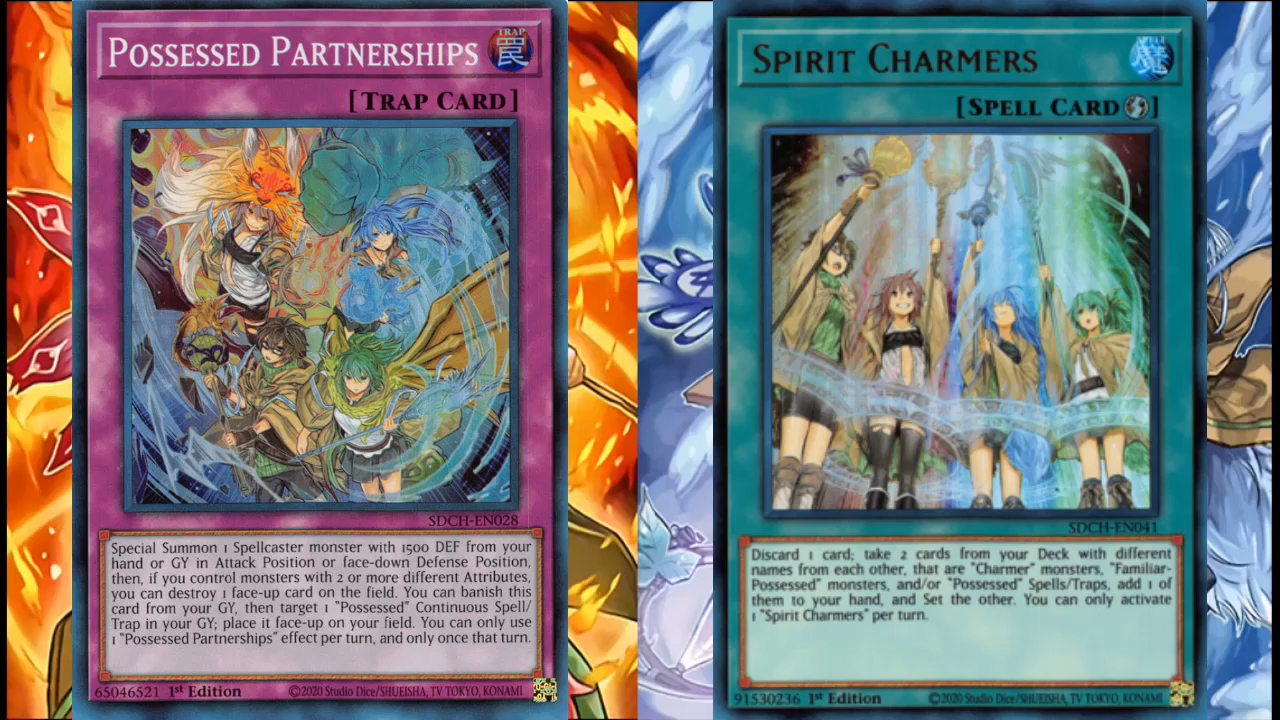 POSSESSED PARTNERSHIPS
TRAP
罠
[TRAP CARD]
SDCH-EN028
Special Summon 1 Spellcaster monster with 1500 DEF from your
hand or GY in Attack Position or face-down Defense Position,
then, if you control monsters with 2 or more different Attributes,
you can destroy 1 face-up card on the field. You can banish this
card from your GY, then target 1 "Possessed" Continuous Spell/
Trap in your GY; place it face-up on your field. You can only use
1 "Possessed Partnerships" effect per turn, and only once that turn.
65046521 1st Edition ©2020 Studio Dice/SHUEISHA, TV TOKYO, KONAMI
SPIRIT CHARMERS
SPELL
魔
[SPELL CARD]
SDCH-EN041
Discard 1 card; take 2 cards from your Deck with different
names from each other, that are "Charmer" monsters, "Familiar-
Possessed" monsters, and/or "Possessed" Spells/Traps, add 1 of
them to your hand, and Set the other. You can only activate
1 "Spirit Charmers" per turn.
91530236 1st Edition ©2020 Studio Dice/SHUEISHA, TV TOKYO, KONAMI